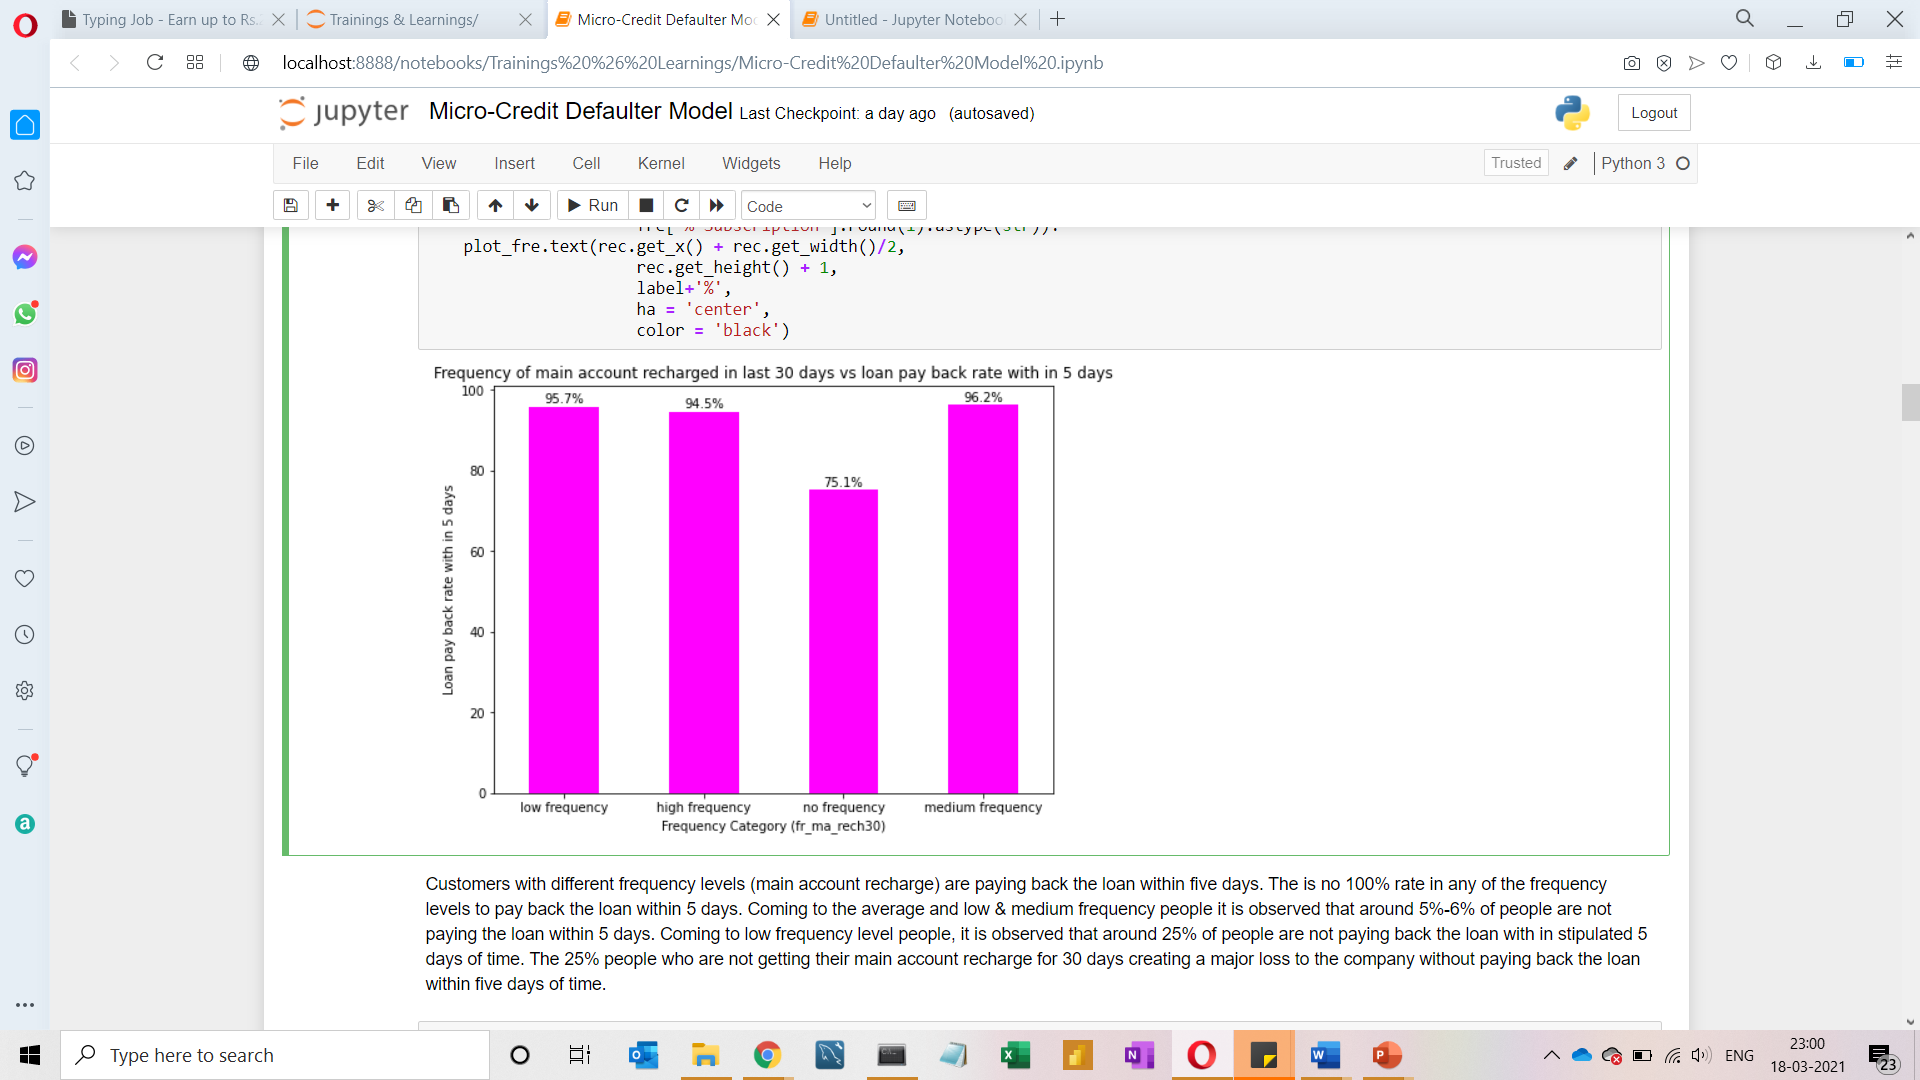 Typing Job - Earn up to Rs.
Trainings & Learnings/
Micro-Credit Defaulter Mo
Untitled - Jupyter Noteboo
localhost:8888/notebooks/Trainings%20%26%20Learnings/Micro-Credit%20Defaulter%20Model%20.ipynb
jupyter Micro-Credit Defaulter Model Last Checkpoint: a day ago (autosaved)
Logout
File Edit View Insert Cell Kernel Widgets Help
Trusted Python 3
Run Code
fre['% Subscription'].round(1).astype(str)):
plot_fre.text(rec.get_x() + rec.get_width()/2,
rec.get_height() + 1,
label+'%',
ha = 'center',
color = 'black')
Frequency of main account recharged in last 30 days vs loan pay back rate with in 5 days
100
80
60
40
20
0
Loan pay back rate with in 5 days
95.7%
94.5%
75.1%
96.2%
low frequency high frequency no frequency medium frequency
Frequency Category (fr_ma_rech30)
Customers with different frequency levels (main account recharge) are paying back the loan within five days. The is no 100% rate in any of the frequency
levels to pay back the loan within 5 days. Coming to the average and low & medium frequency people it is observed that around 5%-6% of people are not
paying the loan within 5 days. Coming to low frequency level people, it is observed that around 25% of people are not paying back the loan with in stipulated 5
days of time. The 25% people who are not getting their main account recharge for 30 days creating a major loss to the company without paying back the loan
within five days of time.
Type here to search
ENG
23:00
18-03-2021
23